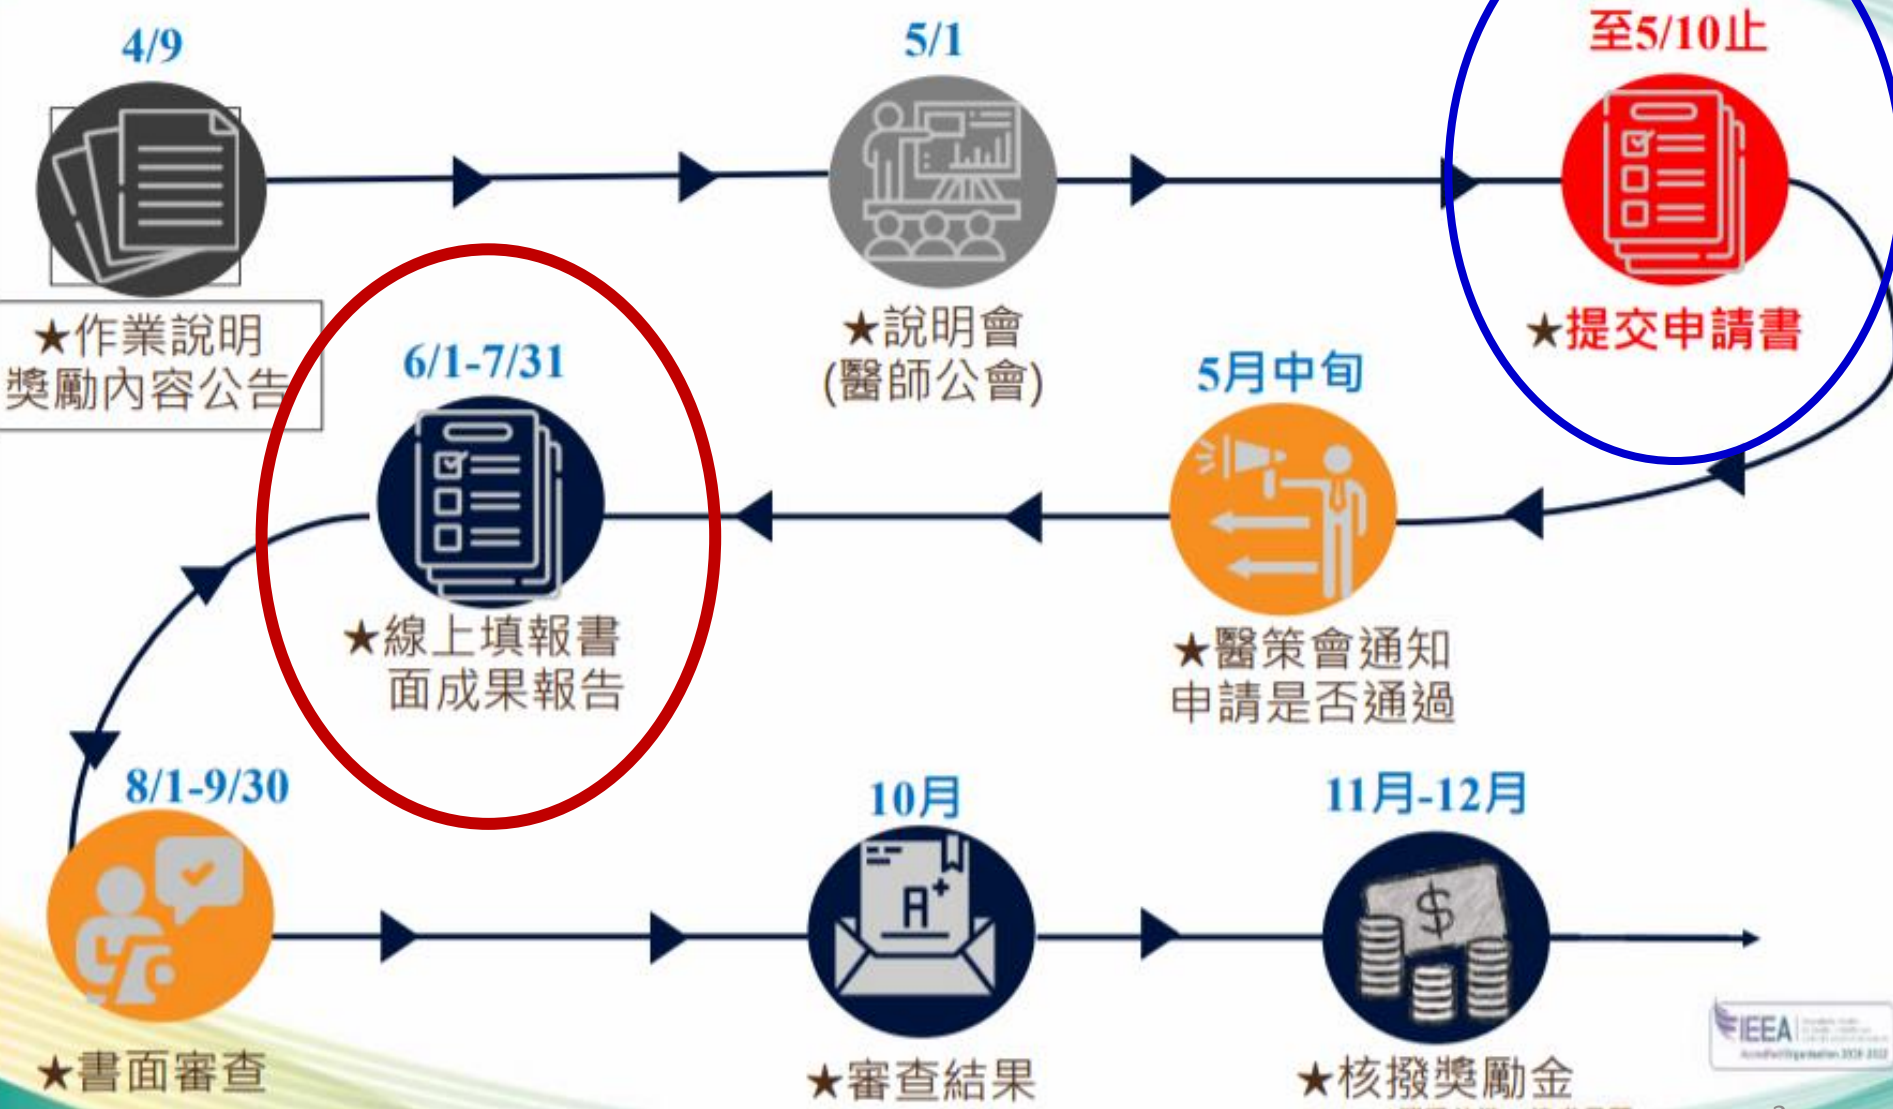 4/9
★作業說明
獎勵內容公告
5/1
★說明會
(醫師公會)
至5/10止
★提交申請書
5月中旬
★醫策會通知
申請是否通過
6/1-7/31
★線上填報書
面成果報告
8/1-9/30
★書面審查
10月
A+
★審查結果
11月-12月
$
★核撥獎勵金
IEEA